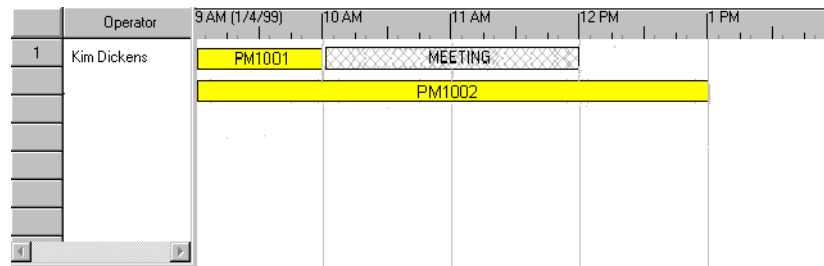 Operator 9 AM (1/4/99) 10 AM 11 AM 12 PM 1 PM
1 Kim Dickens PM1001 MEETING
PM1002